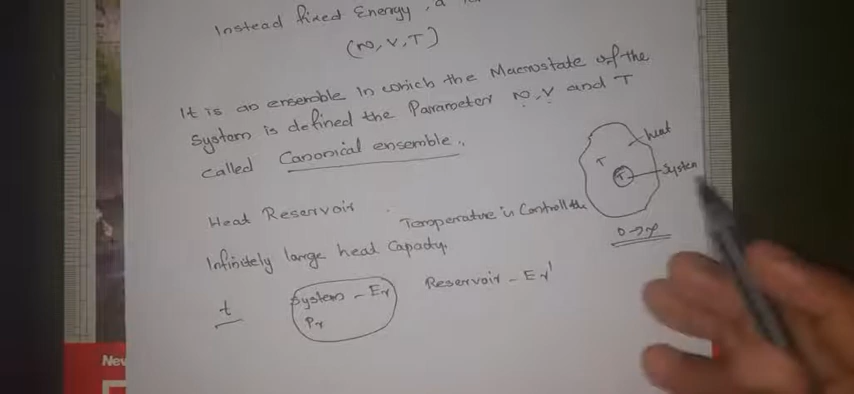 Instead fixed Energy, a
(N, V, T)
It is an ensemble in which the Macrostate of the
System is defined the Parameter N, V and T
called Canonical ensemble.
heat
T
T
System
0→∞
Heat Reservoir
Temperature is Controll the
Infinitely large heat Capacity.
t
System - Er
Reservoir - Er'
Pr
New